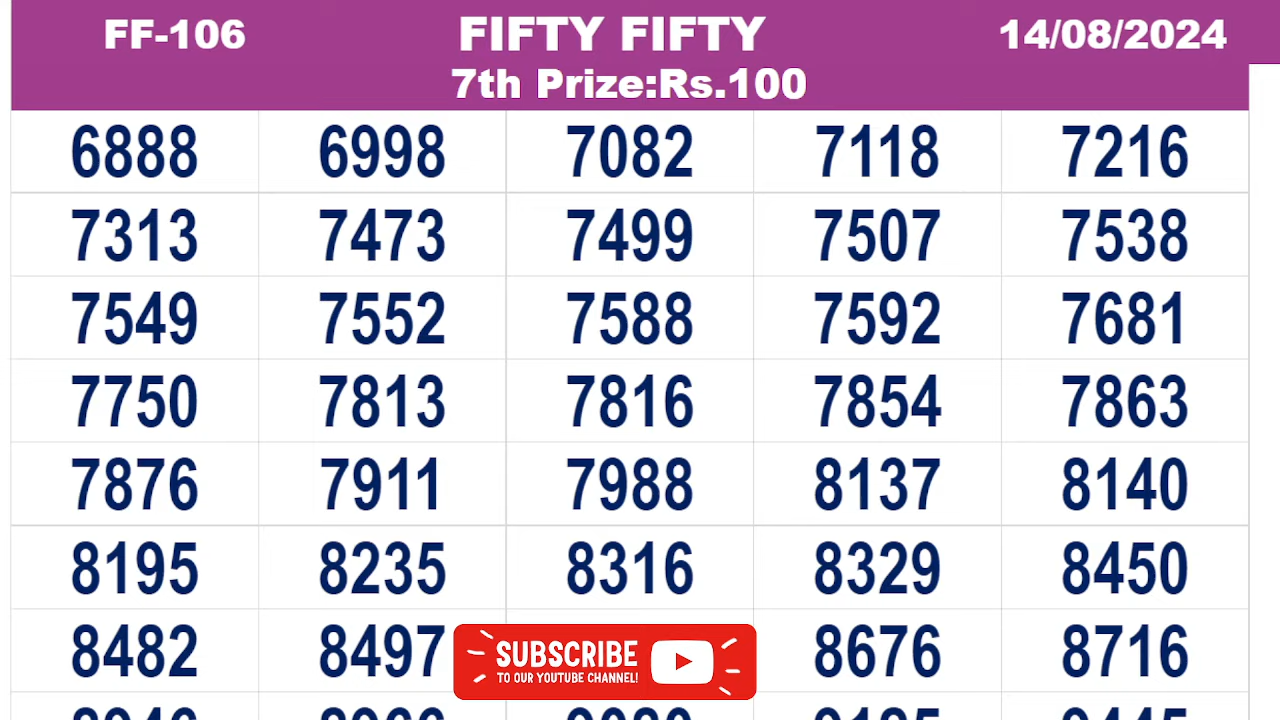 FF-106 FIFTY FIFTY 14/08/2024
7th Prize:Rs.100
6888 6998 7082 7118 7216
7313 7473 7499 7507 7538
7549 7552 7588 7592 7681
7750 7813 7816 7854 7863
7876 7911 7988 8137 8140
8195 8235 8316 8329 8450
8482 8497 8676 8716
SUBSCRIBE
TO OUR YOUTUBE CHANNEL!